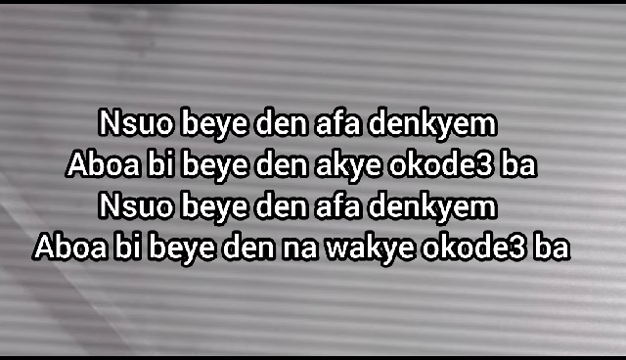 Nsuo beye den afa denkyem
Aboa bi beye den akye okode3 ba
Nsuo beye den afa denkyem
Aboa bi beye den na wakye okode3 ba